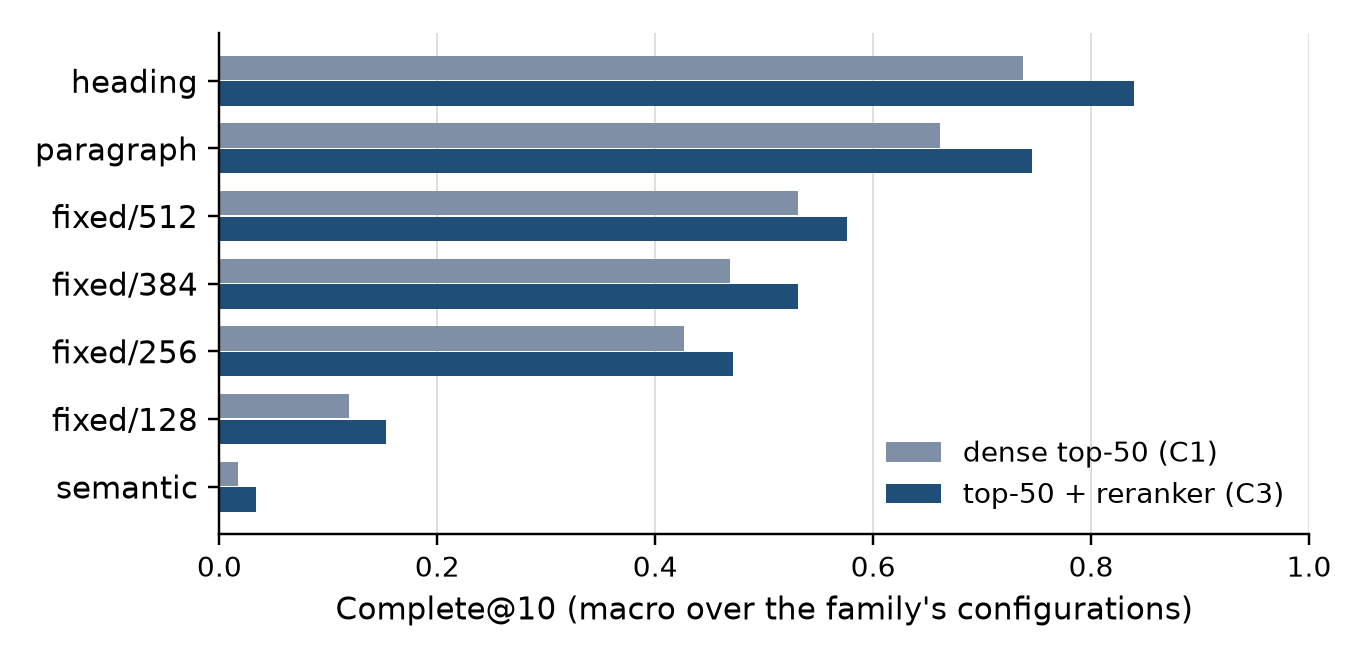 heading
paragraph
fixed/512
fixed/384
fixed/256
fixed/128
semantic
dense top-50 (C1)
top-50 + reranker (C3)
0.0 0.2 0.4 0.6 0.8 1.0
Complete@10 (macro over the family's configurations)